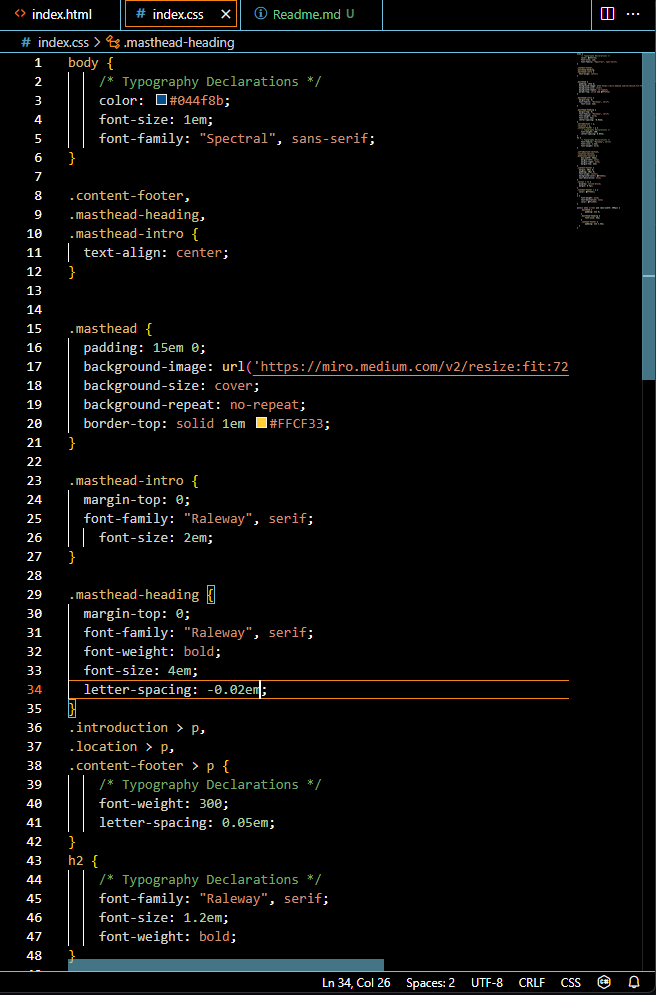 index.html
index.css
Readme.md U
index.css > .masthead-heading
1 body {
2 /* Typography Declarations */
3 color: #044f8b;
4 font-size: 1em;
5 font-family: "Spectral", sans-serif;
6 }
7
8 .content-footer,
9 .masthead-heading,
10 .masthead-intro {
11 text-align: center;
12 }
13
14
15 .masthead {
16 padding: 15em 0;
17 background-image: url('https://miro.medium.com/v2/resize:fit:72
18 background-size: cover;
19 background-repeat: no-repeat;
20 border-top: solid 1em #FFCF33;
21 }
22
23 .masthead-intro {
24 margin-top: 0;
25 font-family: "Raleway", serif;
26 font-size: 2em;
27 }
28
29 .masthead-heading {
30 margin-top: 0;
31 font-family: "Raleway", serif;
32 font-weight: bold;
33 font-size: 4em;
34 letter-spacing: -0.02em;
35 }
36 .introduction > p,
37 .location > p,
38 .content-footer > p {
39 /* Typography Declarations */
40 font-weight: 300;
41 letter-spacing: 0.05em;
42 }
43 h2 {
44 /* Typography Declarations */
45 font-family: "Raleway", serif;
46 font-size: 1.2em;
47 font-weight: bold;
48 }
Ln 34, Col 26 Spaces: 2 UTF-8 CRLF CSS